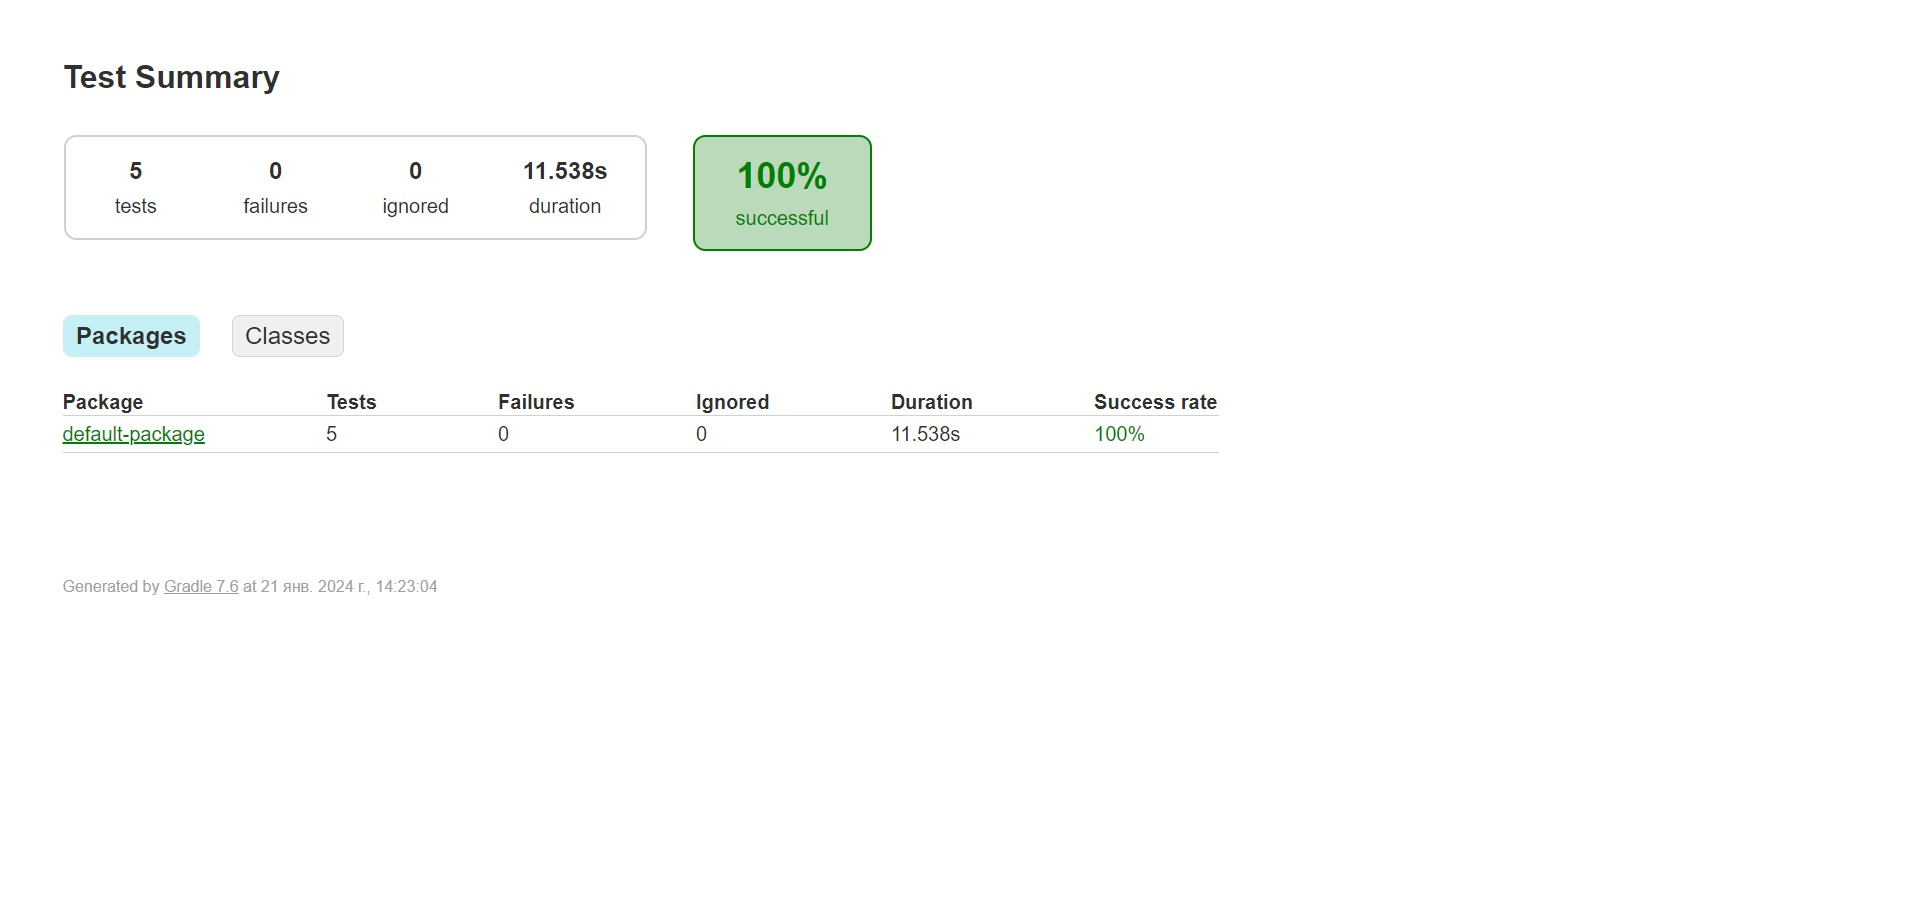 Test Summary
5 0 0 11.538s
tests failures ignored duration
100%
successful
Packages Classes
Package Tests Failures Ignored Duration Success rate
default-package 5 0 0 11.538s 100%
Generated by Gradle 7.6 at 21 янв. 2024 г., 14:23:04